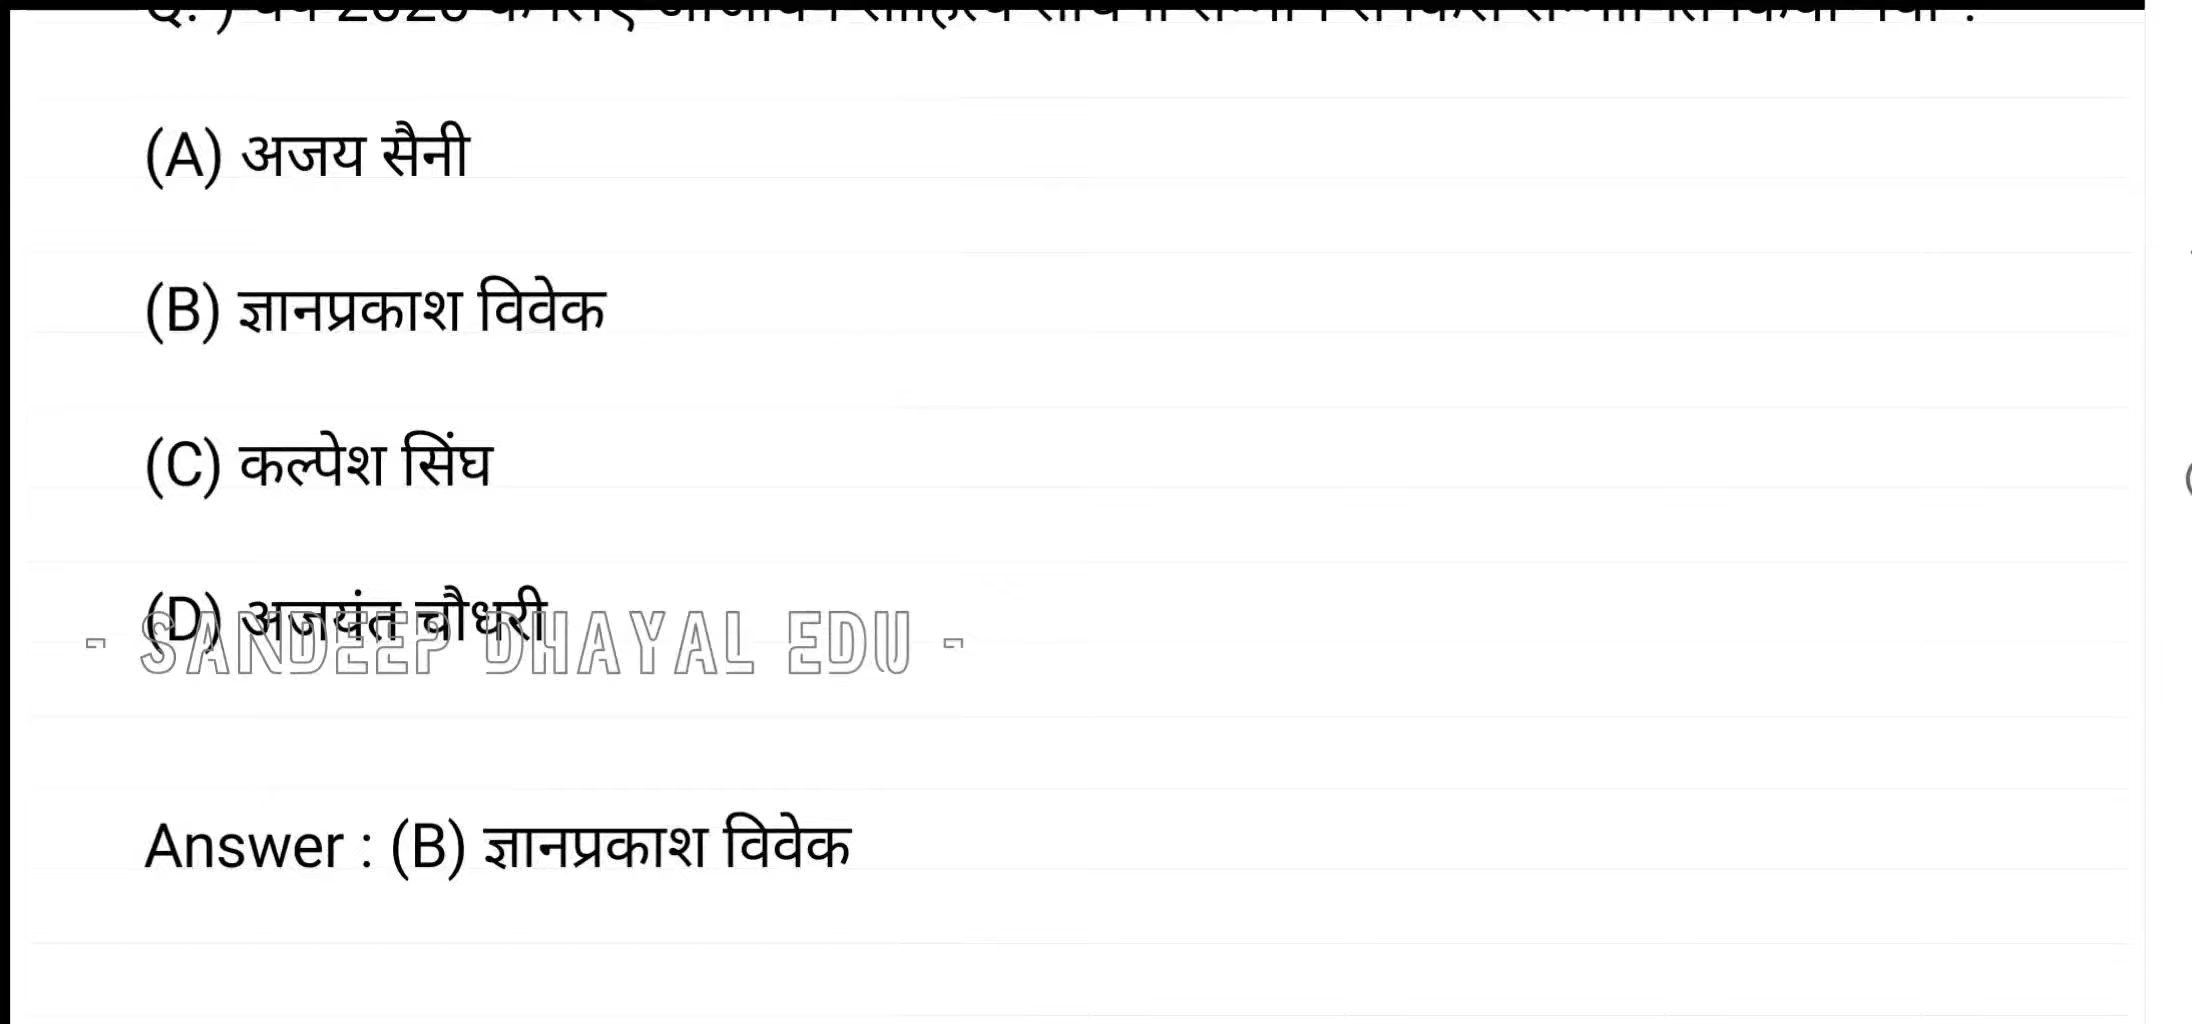 (A) अजय सैनी
(B) ज्ञानप्रकाश विवेक
(C) कल्पेश सिंघ
(D) अजयंत चौधरी
- SANDEEP DHAYAL EDU -
Answer : (B) ज्ञानप्रकाश विवेक